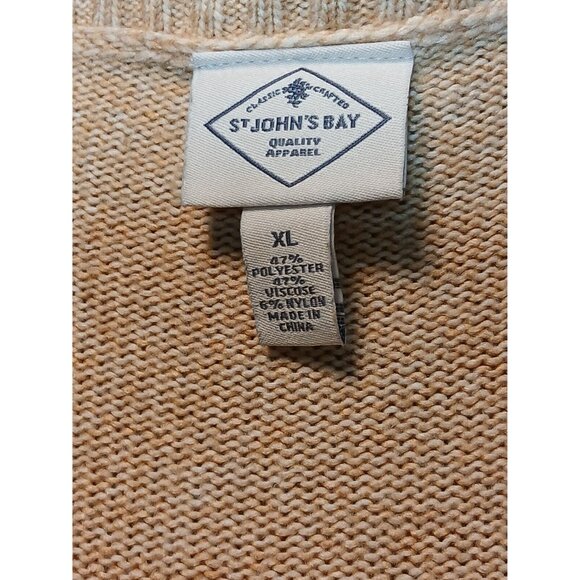 CLASSIC CRAFTED
ST JOHN'S BAY
QUALITY
APPAREL
XL
47%
POLYESTER
47%
VISCOSE
6% NYLON
MADE IN
CHINA